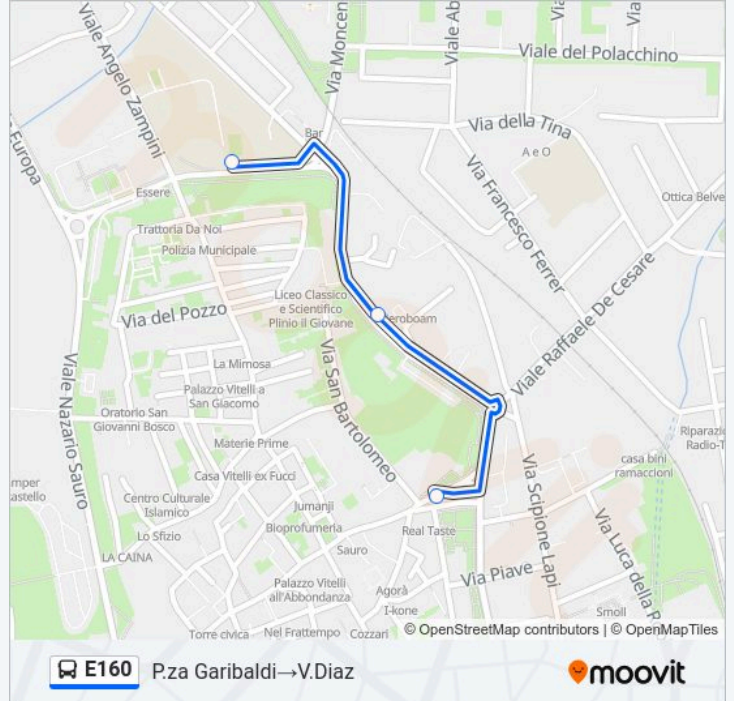 Viale Angelo Zampini
Via Moncen
Viale Ab
Via
Via
Viale del Polacchino
Bar
Via della Tina
A e O
Europa
Via Francesco Ferrer
Essere
Ottica Belve
Trattoria Da Noi
Polizia Municipale
Liceo Classico
e Scientifico
Plinio il Giovane
eroboam
Via del Pozzo
Viale Raffaele De Cesare
Via San Bartolomeo
La Mimosa
Viale Nazario Sauro
Palazzo Vitelli a
San Giacomo
Oratorio San
Giovanni Bosco
Materie Prime
Riparazio
Radio-T
casa bini
ramaccioni
Casa Vitelli ex Fucci
Via Scipione Lapi
mper
astello
Centro Culturale
Islamico
Jumanji
Lo Sfizio
Bioprofumeria
Real Taste
Via Luca della R
Sauro
LA CAINA
Via Piave
Palazzo Vitelli
all'Abbondanza
Agorà
I-kone
Smoll
Torre civica
Nel Frattempo
Cozzari
© OpenStreetMap contributors | © OpenMapTiles
E160
P.za Garibaldi→V.Diaz
moovit